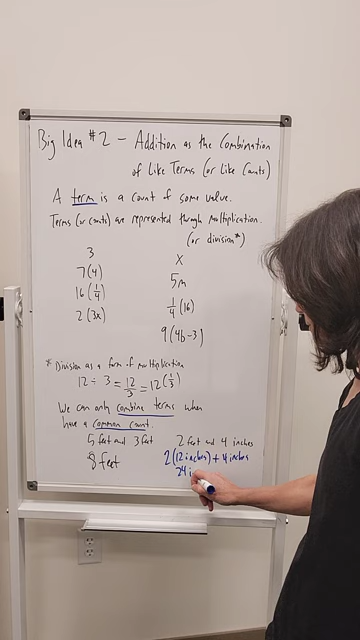 Big Idea #2 – Addition as the Combination
of Like Terms (or Like Counts)
A term is a count of some value.
Terms (or counts) are represented through multiplication.
(or division*)
3
x
7(4)
5m
16(1/4)
1/4(16)
2(3x)
9(4b-3)
* Division as a form of multiplication
12 ÷ 3 = 12/3 = 12(1/3)
We can only combine terms when
have a common count.
5 feet and 3 feet
2 feet and 4 inches
8 feet
2(12 inches) + 4 inches
24 i